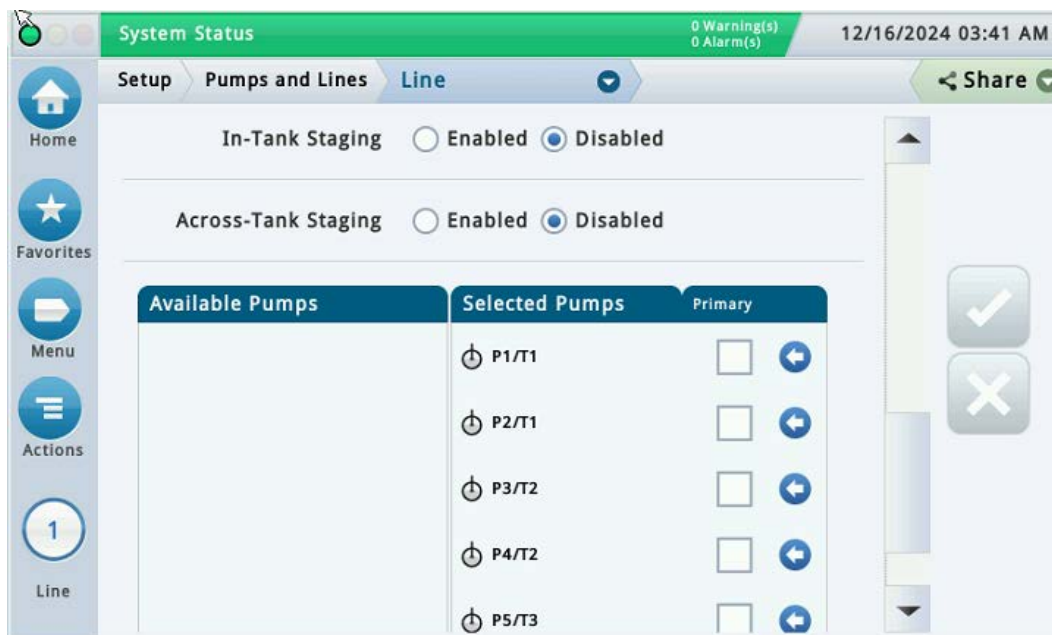 System Status
0 Warning(s)
0 Alarm(s)
12/16/2024 03:41 AM
Setup Pumps and Lines Line
Share
Home
In-Tank Staging Enabled Disabled
Favorites
Across-Tank Staging Enabled Disabled
Menu
Available Pumps Selected Pumps Primary
P1/T1
P2/T1
Actions
P3/T2
P4/T2
1
Line
P5/T3